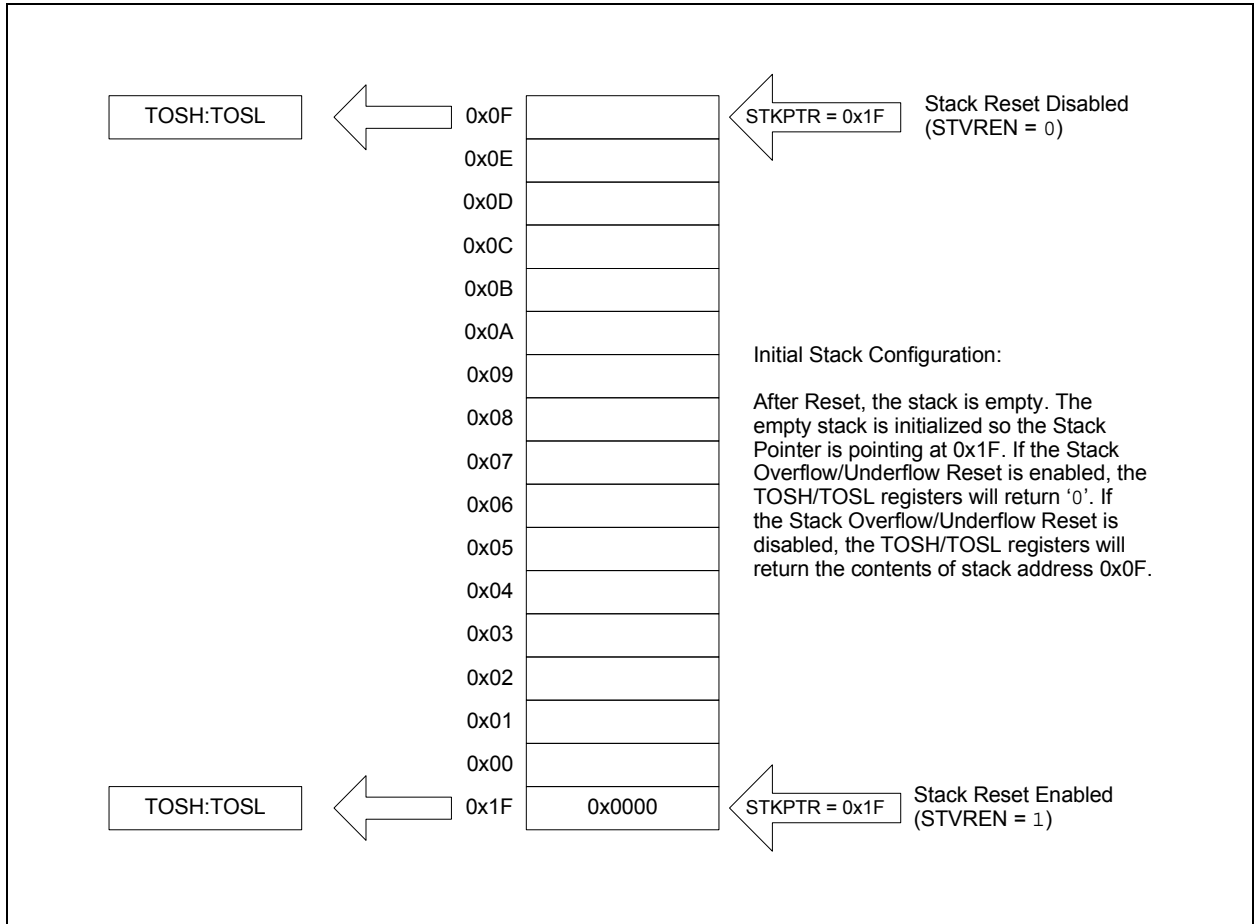 TOSH:TOSL
0x0F
STKPTR = 0x1F
Stack Reset Disabled
(STVREN = 0)
0x0E
0x0D
0x0C
0x0B
0x0A
0x09
0x08
0x07
0x06
0x05
0x04
0x03
0x02
0x01
0x00
Initial Stack Configuration:
After Reset, the stack is empty. The
empty stack is initialized so the Stack
Pointer is pointing at 0x1F. If the Stack
Overflow/Underflow Reset is enabled, the
TOSH/TOSL registers will return ‘0’. If
the Stack Overflow/Underflow Reset is
disabled, the TOSH/TOSL registers will
return the contents of stack address 0x0F.
TOSH:TOSL
0x1F
0x0000
STKPTR = 0x1F
Stack Reset Enabled
(STVREN = 1)